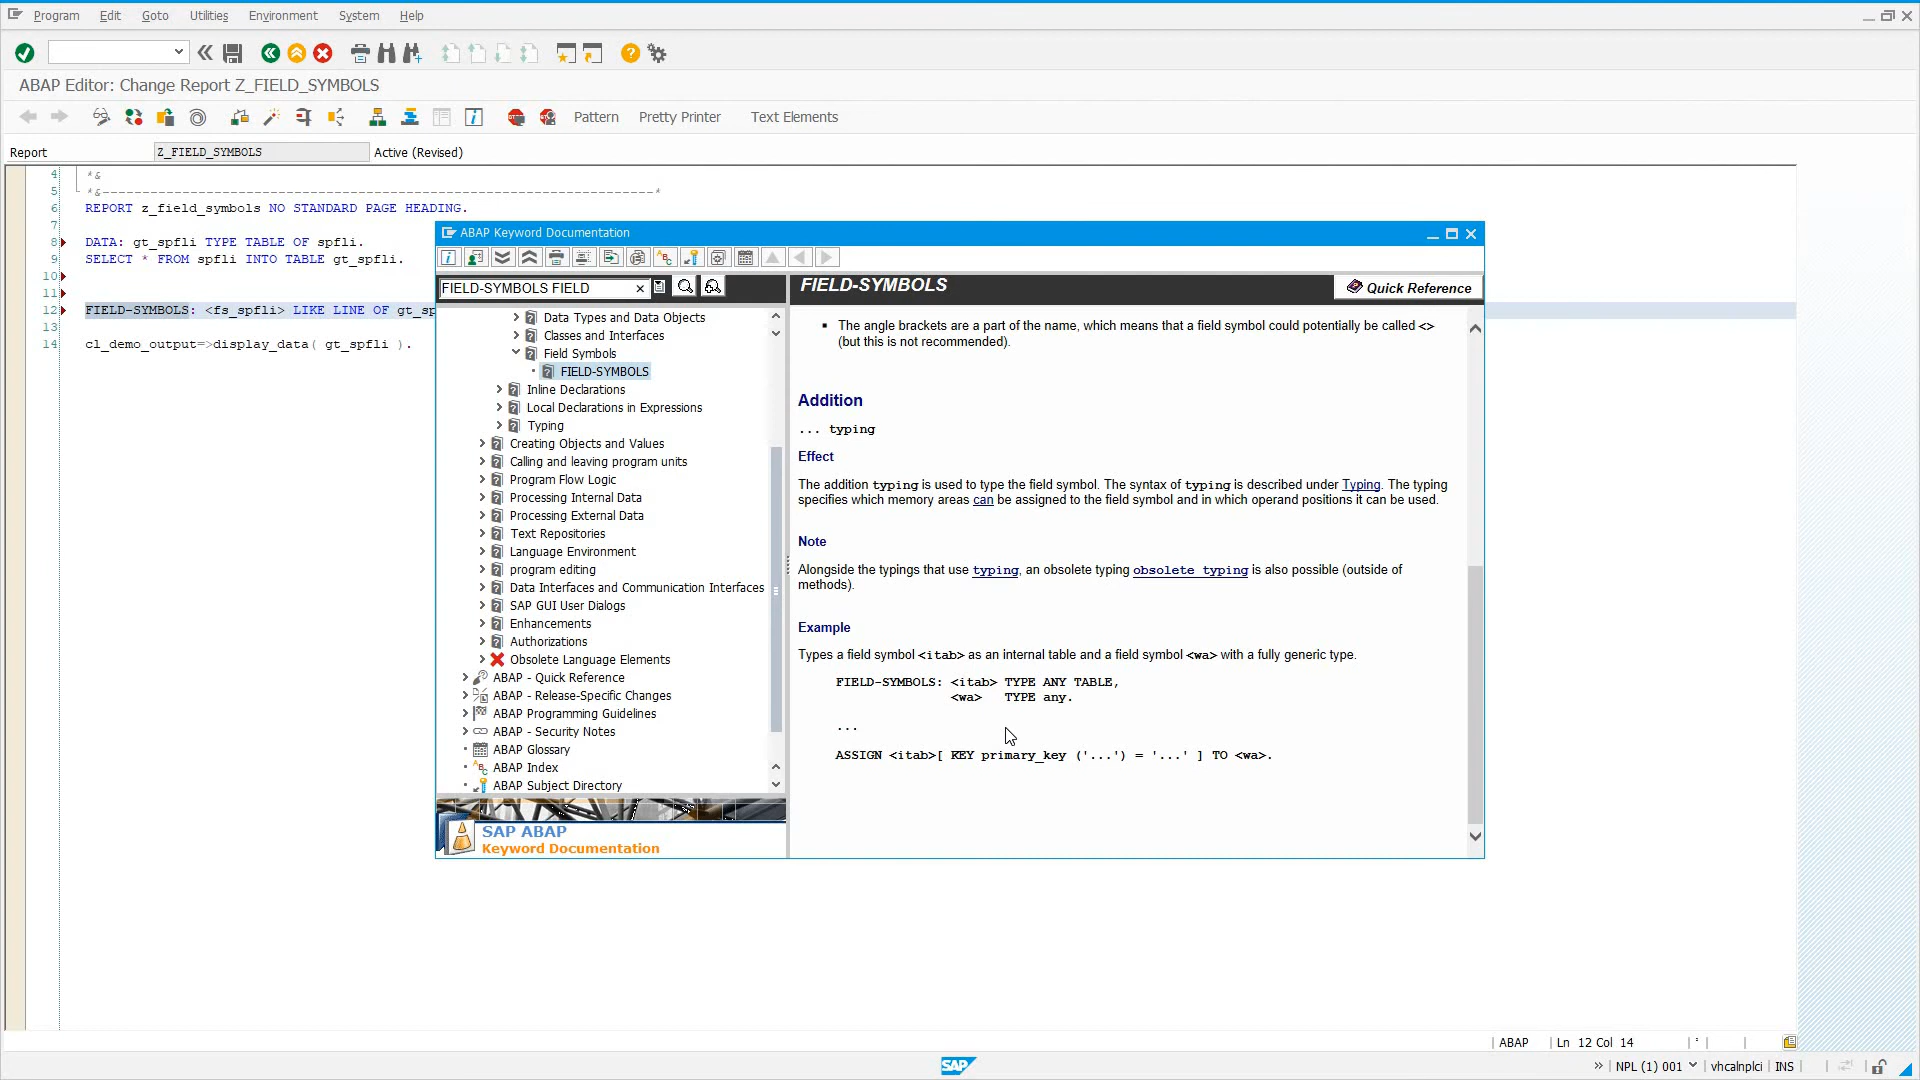 Program Edit Goto Utilities Environment System Help
ABAP Editor: Change Report Z_FIELD_SYMBOLS
Pattern Pretty Printer Text Elements
Report Z_FIELD_SYMBOLS Active (Revised)
4 *&
5 *&---------------------------------------------------------------------*
6 REPORT z_field_symbols NO STANDARD PAGE HEADING.
7
8 DATA: gt_spfli TYPE TABLE OF spfli.
9 SELECT * FROM spfli INTO TABLE gt_spfli.
10
11
12 FIELD-SYMBOLS: <fs_spfli> LIKE LINE OF gt_sp
13
14 cl_demo_output=>display_data( gt_spfli ).
ABAP Keyword Documentation
FIELD-SYMBOLS FIELD
Data Types and Data Objects
Classes and Interfaces
Field Symbols
FIELD-SYMBOLS
Inline Declarations
Local Declarations in Expressions
Typing
Creating Objects and Values
Calling and leaving program units
Program Flow Logic
Processing Internal Data
Processing External Data
Text Repositories
Language Environment
program editing
Data Interfaces and Communication Interfaces
SAP GUI User Dialogs
Enhancements
Authorizations
Obsolete Language Elements
ABAP - Quick Reference
ABAP - Release-Specific Changes
ABAP Programming Guidelines
ABAP - Security Notes
ABAP Glossary
ABAP Index
ABAP Subject Directory
SAP ABAP
Keyword Documentation
FIELD-SYMBOLS
Quick Reference
▪ The angle brackets are a part of the name, which means that a field symbol could potentially be called <>
(but this is not recommended).
Addition
... typing
Effect
The addition typing is used to type the field symbol. The syntax of typing is described under Typing. The typing
specifies which memory areas can be assigned to the field symbol and in which operand positions it can be used.
Note
Alongside the typings that use typing, an obsolete typing obsolete typing is also possible (outside of
methods).
Example
Types a field symbol <itab> as an internal table and a field symbol <wa> with a fully generic type.
FIELD-SYMBOLS: <itab> TYPE ANY TABLE,
<wa> TYPE any.
...
ASSIGN <itab>[ KEY primary_key ('...') = '...' ] TO <wa>.
ABAP Ln 12 Col 14
SAP
» NPL (1) 001 vhcalnplci INS